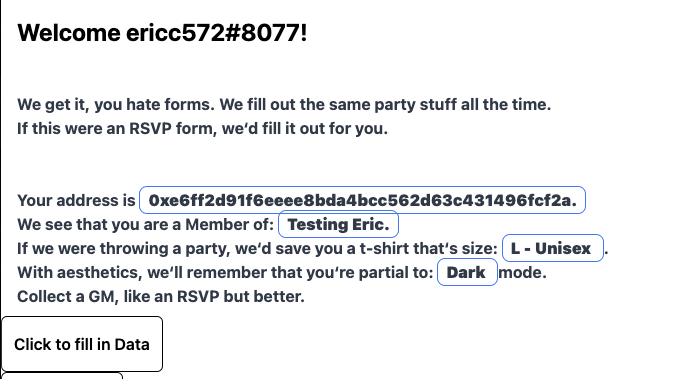 Welcome ericc572#8077!
We get it, you hate forms. We fill out the same party stuff all the time.
If this were an RSVP form, we'd fill it out for you.
Your address is 0xe6ff2d91f6eeee8bda4bcc562d63c431496fcf2a.
We see that you are a Member of: Testing Eric.
If we were throwing a party, we'd save you a t-shirt that's size: L - Unisex .
With aesthetics, we'll remember that you're partial to: Dark mode.
Collect a GM, like an RSVP but better.
Click to fill in Data